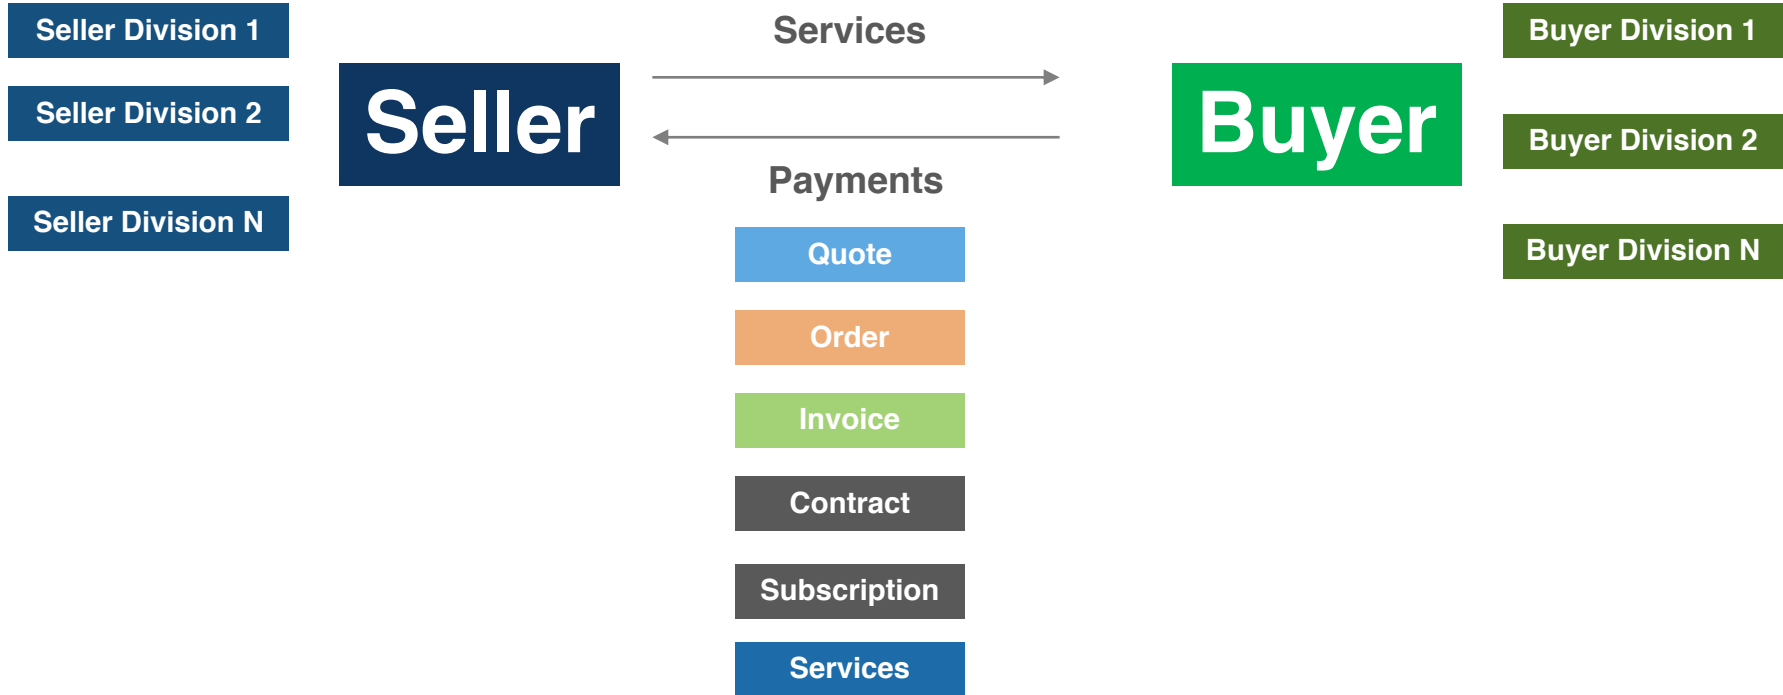 Seller Division 1
Seller Division 2
Seller Division N
Seller
Services
Payments
Buyer
Buyer Division 1
Buyer Division 2
Buyer Division N
Quote
Order
Invoice
Contract
Subscription
Services